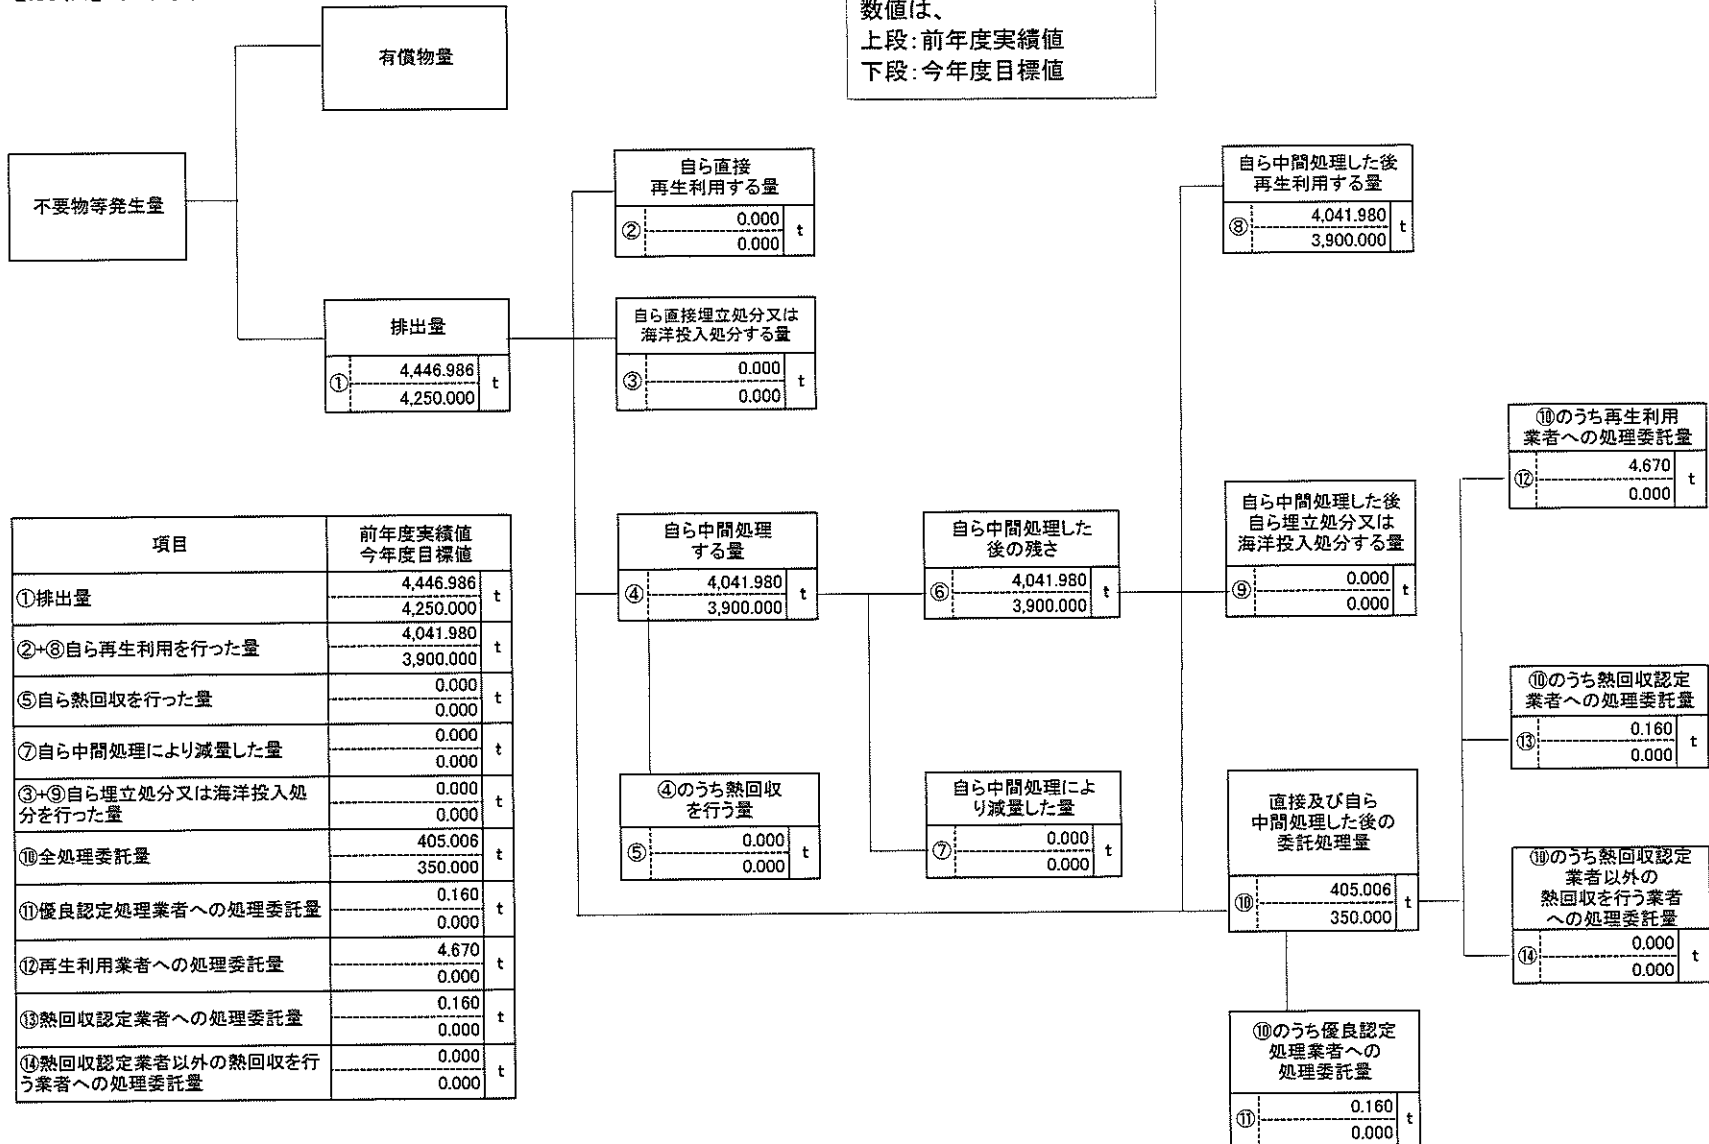 数値は、
上段：前年度実績値
下段：今年度目標値
有償物量
不要物等発生量
排出量
① 4,446.986 t
4,250.000
自ら直接
再生利用する量
② 0.000 t
0.000
自ら直接埋立処分又は
海洋投入処分する量
③ 0.000 t
0.000
自ら中間処理
する量
④ 4,041.980 t
3,900.000
④のうち熱回収
を行う量
⑤ 0.000 t
0.000
自ら中間処理した
後の残さ
⑥ 4,041.980 t
3,900.000
自ら中間処理によ
り減量した量
⑦ 0.000 t
0.000
自ら中間処理した後
再生利用する量
⑧ 4,041.980 t
3,900.000
自ら中間処理した後
自ら埋立処分又は
海洋投入処分する量
⑨ 0.000 t
0.000
直接及び自ら
中間処理した後の
委託処理量
⑩ 405.006 t
350.000
⑩のうち優良認定
処理業者への
処理委託量
⑪ 0.160 t
0.000
⑩のうち再生利用
業者への処理委託量
⑫ 4.670 t
0.000
⑩のうち熱回収認定
業者への処理委託量
⑬ 0.160 t
0.000
⑩のうち熱回収認定
業者以外の
熱回収を行う業者
への処理委託量
⑭ 0.000 t
0.000
項目 前年度実績値
今年度目標値
①排出量 4,446.986 t
4,250.000
②+⑧自ら再生利用を行った量 4,041.980 t
3,900.000
⑤自ら熱回収を行った量 0.000 t
0.000
⑦自ら中間処理により減量した量 0.000 t
0.000
③+⑨自ら埋立処分又は海洋投入処 0.000 t
分を行った量 0.000
⑩全処理委託量 405.006 t
350.000
⑪優良認定処理業者への処理委託量 0.160 t
0.000
⑫再生利用業者への処理委託量 4.670 t
0.000
⑬熱回収認定業者への処理委託量 0.160 t
0.000
⑭熱回収認定業者以外の熱回収を行 0.000 t
う業者への処理委託量 0.000